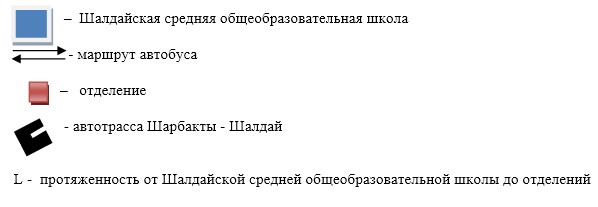 – Шалдайская средняя общеобразовательная школа
- маршрут автобуса
– отделение
- автотрасса Шарбакты - Шалдай
L - протяженность от Шалдайской средней общеобразовательной школы до отделений